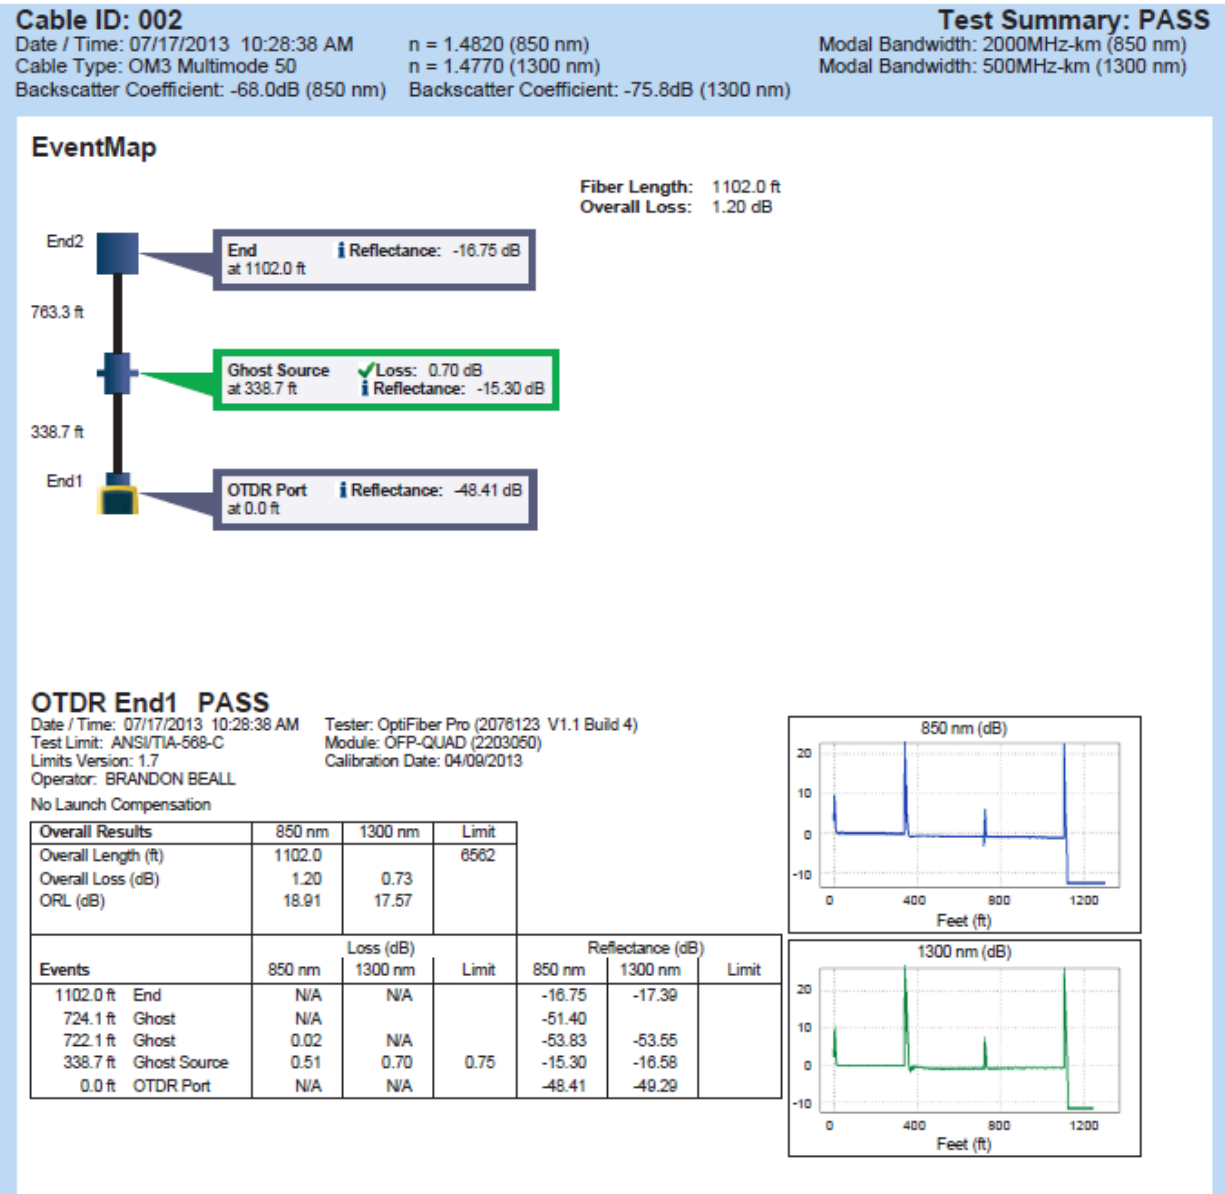 Cable ID: 002
Test Summary: PASS
Date / Time: 07/17/2013 10:28:38 AM
n = 1.4820 (850 nm)
Modal Bandwidth: 2000MHz-km (850 nm)
Cable Type: OM3 Multimode 50
n = 1.4770 (1300 nm)
Modal Bandwidth: 500MHz-km (1300 nm)
Backscatter Coefficient: -68.0dB (850 nm)
Backscatter Coefficient: -75.8dB (1300 nm)
EventMap
Fiber Length: 1102.0 ft
Overall Loss: 1.20 dB
End2
End
i Reflectance: -16.75 dB
at 1102.0 ft
763.3 ft
Ghost Source
Loss: 0.70 dB
at 338.7 ft
i Reflectance: -15.30 dB
338.7 ft
End1
OTDR Port
i Reflectance: -48.41 dB
at 0.0 ft
OTDR End1 PASS
Date / Time: 07/17/2013 10:28:38 AM
Test Limit: ANSI/TIA-568-C
Limits Version: 1.7
Operator: BRANDON BEALL
Tester: OptiFiber Pro (2076123 V1.1 Build 4)
Module: OFP-QUAD (2203050)
Calibration Date: 04/09/2013
No Launch Compensation
Overall Results 850 nm 1300 nm Limit
Overall Length (ft) 1102.0 6562
Overall Loss (dB) 1.20 0.73
ORL (dB) 18.91 17.57
Loss (dB) Reflectance (dB)
Events 850 nm 1300 nm Limit 850 nm 1300 nm Limit
1102.0 ft End N/A N/A -16.75 -17.39
724.1 ft Ghost N/A -51.40
722.1 ft Ghost 0.02 N/A -53.83 -53.55
338.7 ft Ghost Source 0.51 0.70 0.75 -15.30 -16.58
0.0 ft OTDR Port N/A N/A -48.41 -49.29
850 nm (dB)
20
10
0
-10
0 400 800 1200
Feet (ft)
1300 nm (dB)
20
10
0
-10
0 400 800 1200
Feet (ft)